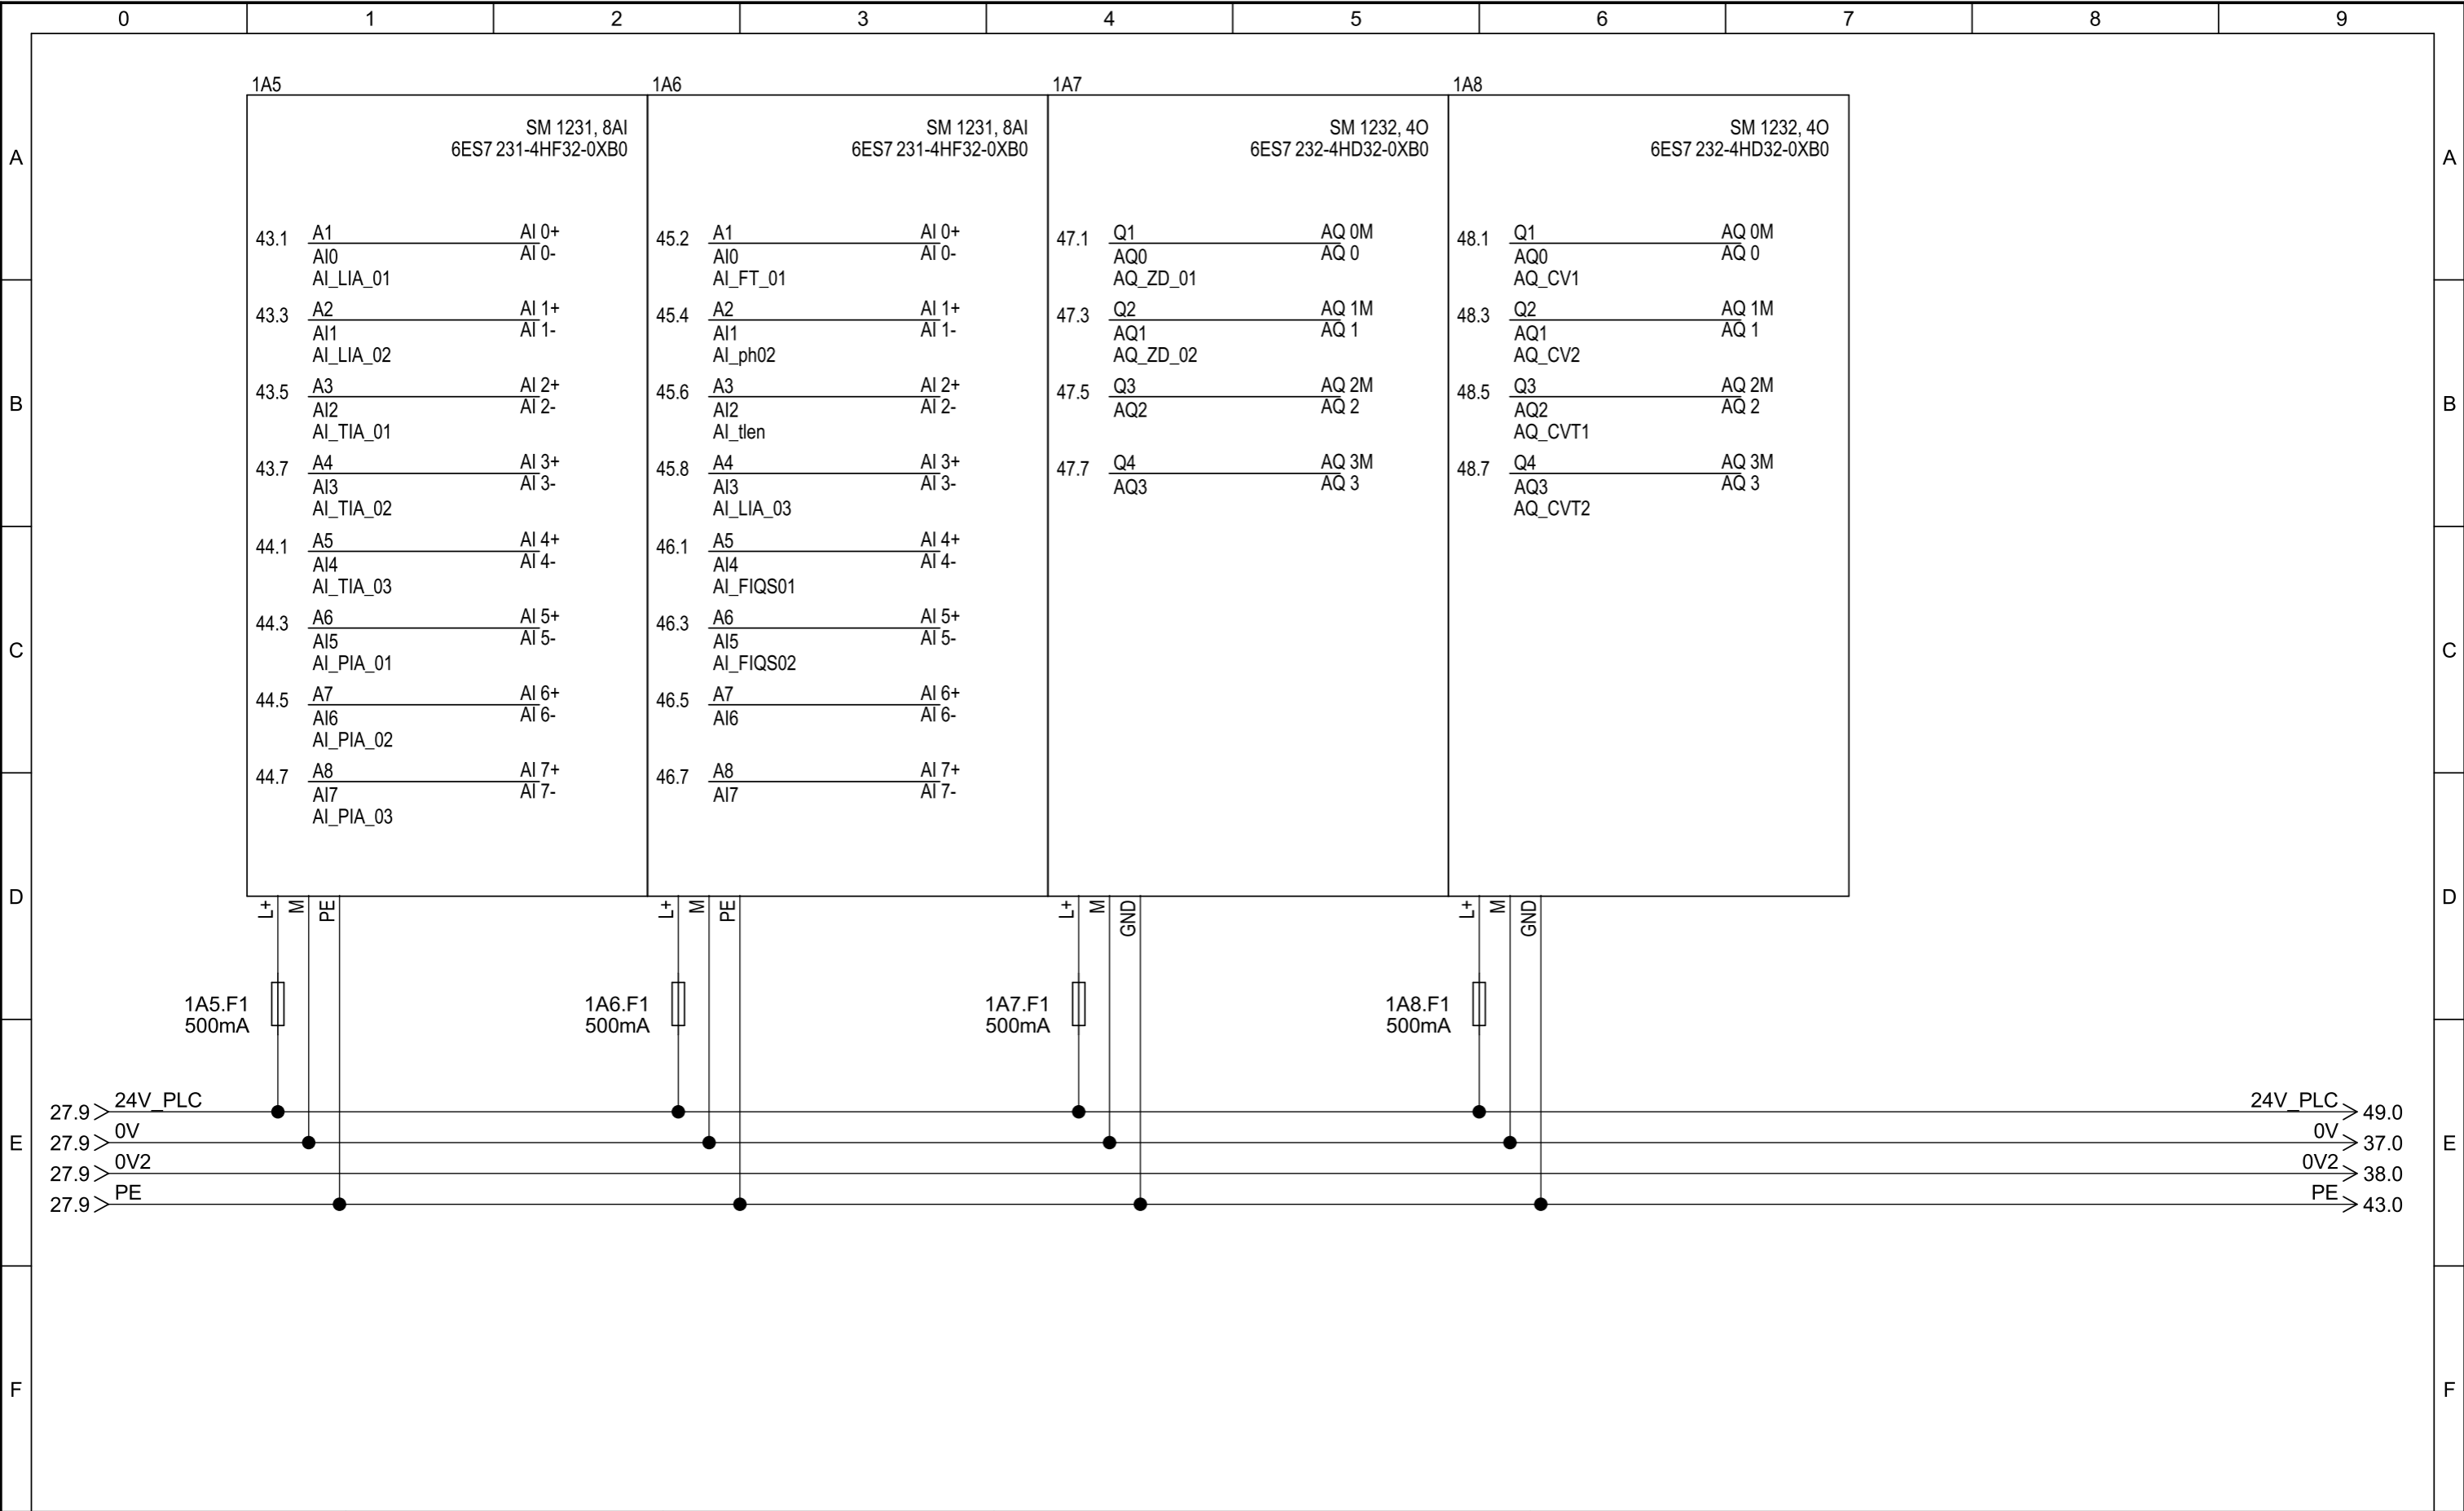 0 1 2 3 4 5 6 7 8 9
1A5
SM 1231, 8AI
6ES7 231-4HF32-0XB0
43.1 A1 AI 0+
AI0 AI 0-
AI_LIA_01
43.3 A2 AI 1+
AI1 AI 1-
AI_LIA_02
43.5 A3 AI 2+
AI2 AI 2-
AI_TIA_01
43.7 A4 AI 3+
AI3 AI 3-
AI_TIA_02
44.1 A5 AI 4+
AI4 AI 4-
AI_TIA_03
44.3 A6 AI 5+
AI5 AI 5-
AI_PIA_01
44.5 A7 AI 6+
AI6 AI 6-
AI_PIA_02
44.7 A8 AI 7+
AI7 AI 7-
AI_PIA_03
L+ M PE
1A5.F1
500mA
1A6
SM 1231, 8AI
6ES7 231-4HF32-0XB0
45.2 A1 AI 0+
AI0 AI 0-
AI_FT_01
45.4 A2 AI 1+
AI1 AI 1-
AI_ph02
45.6 A3 AI 2+
AI2 AI 2-
AI_tlen
45.8 A4 AI 3+
AI3 AI 3-
AI_LIA_03
46.1 A5 AI 4+
AI4 AI 4-
AI_FIQS01
46.3 A6 AI 5+
AI5 AI 5-
AI_FIQS02
46.5 A7 AI 6+
AI6 AI 6-
46.7 A8 AI 7+
AI7 AI 7-
L+ M PE
1A6.F1
500mA
1A7
SM 1232, 4O
6ES7 232-4HD32-0XB0
47.1 Q1 AQ 0M
AQ0 AQ 0
AQ_ZD_01
47.3 Q2 AQ 1M
AQ1 AQ 1
AQ_ZD_02
47.5 Q3 AQ 2M
AQ2 AQ 2
47.7 Q4 AQ 3M
AQ3 AQ 3
L+ M GND
1A7.F1
500mA
1A8
SM 1232, 4O
6ES7 232-4HD32-0XB0
48.1 Q1 AQ 0M
AQ0 AQ 0
AQ_CV1
48.3 Q2 AQ 1M
AQ1 AQ 1
AQ_CV2
48.5 Q3 AQ 2M
AQ2 AQ 2
AQ_CVT1
48.7 Q4 AQ 3M
AQ3 AQ 3
AQ_CVT2
L+ M GND
1A8.F1
500mA
27.9 24V_PLC 24V_PLC 49.0
27.9 0V 0V 37.0
27.9 0V2 0V2 38.0
27.9 PE PE 43.0
A A
B B
C C
D D
E E
F F